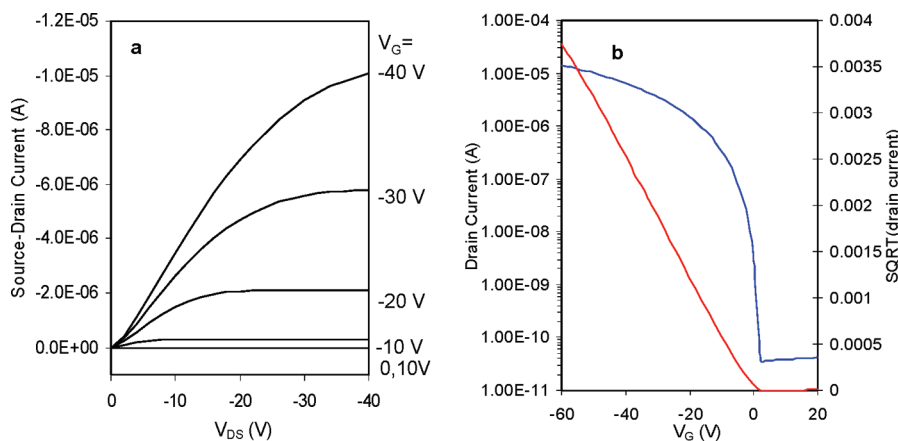 a
Source-Drain Current (A)
-1.2E-05
-1.0E-05
-8.0E-06
-6.0E-06
-4.0E-06
-2.0E-06
0.0E+00
0
-10
-20
-30
-40
V_DS (V)
V_G=
-40 V
-30 V
-20 V
-10 V
0,10V
b
Drain Current (A)
1.00E-04
1.00E-05
1.00E-06
1.00E-07
1.00E-08
1.00E-09
1.00E-10
1.00E-11
-60
-40
-20
0
20
V_G (V)
0.004
0.0035
0.003
0.0025
0.002
0.0015
0.001
0.0005
0
SQRT(drain current)